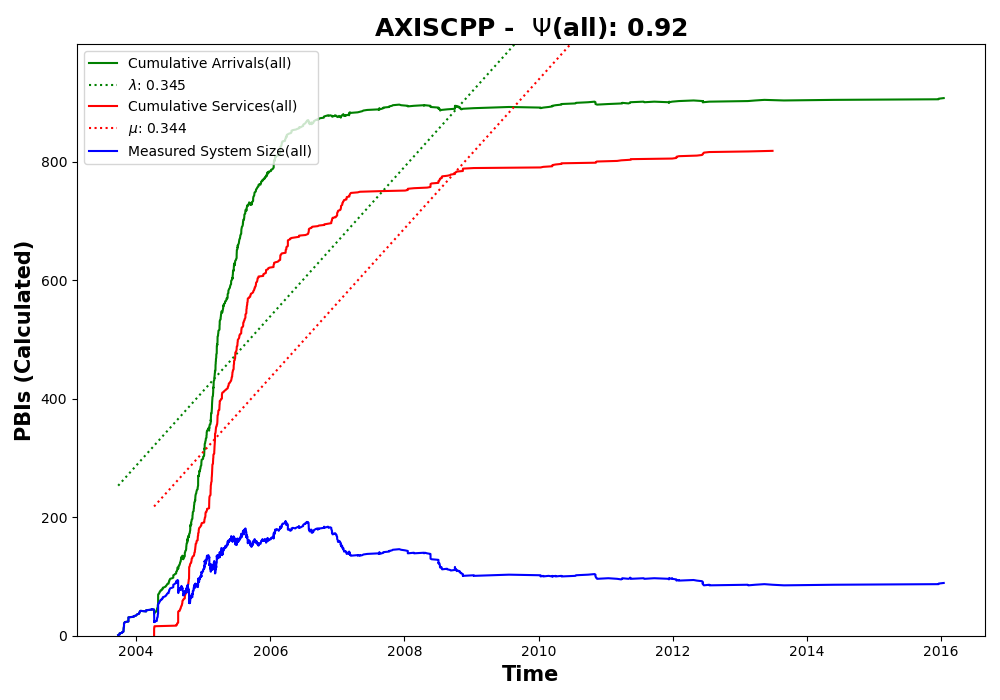 AXISCPP - Ψ(all): 0.92
Cumulative Arrivals(all)
λ: 0.345
Cumulative Services(all)
μ: 0.344
Measured System Size(all)
PBIs (Calculated)
800
600
400
200
0
2004 2006 2008 2010 2012 2014 2016
Time